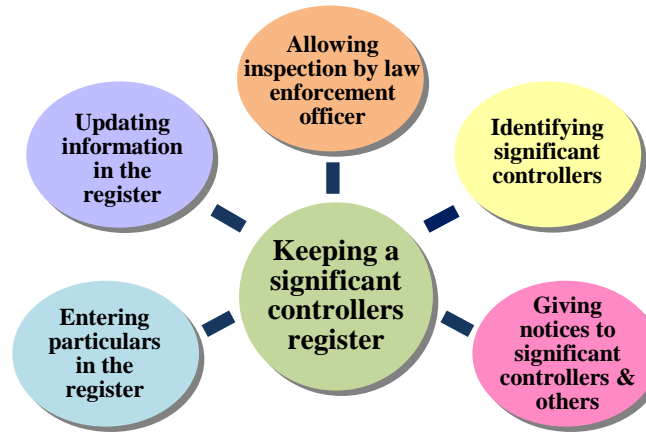 Allowing
inspection by law
enforcement
officer
Updating
information
in the
register
Identifying
significant
controllers
Keeping a
significant
controllers
register
Entering
particulars
in the
register
Giving
notices to
significant
controllers &
others